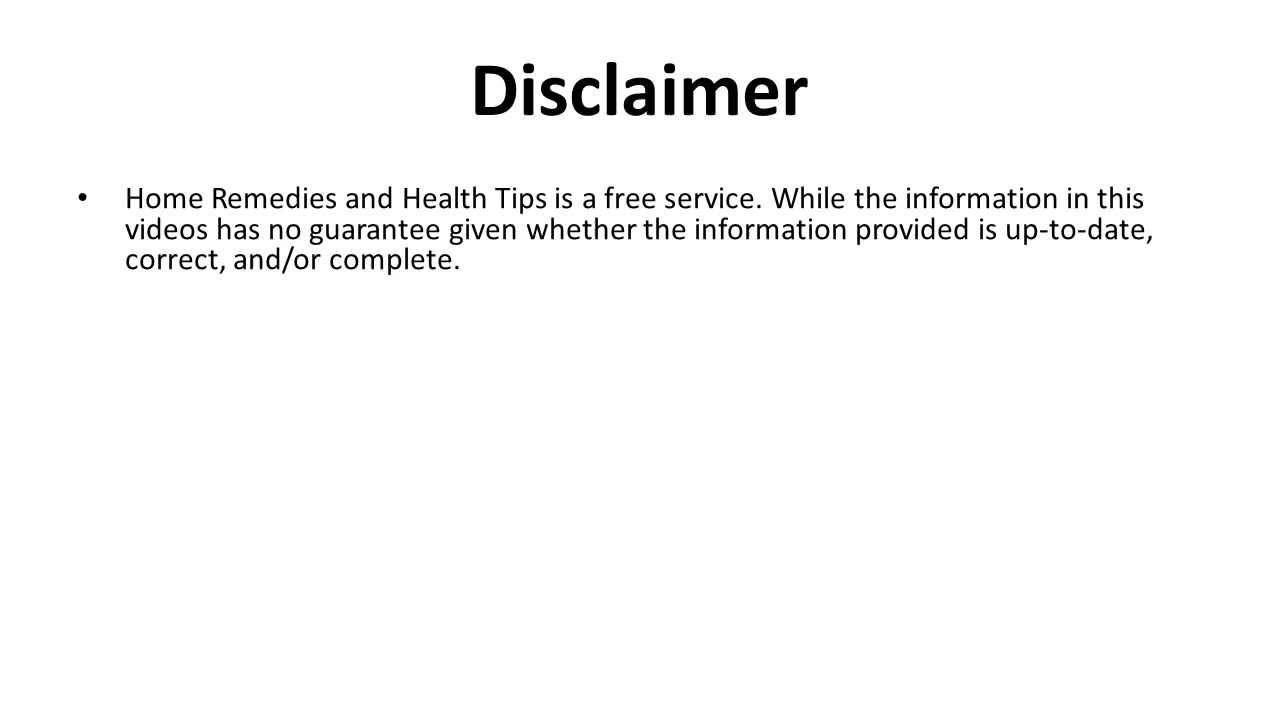 Disclaimer
• Home Remedies and Health Tips is a free service. While the information in this
videos has no guarantee given whether the information provided is up-to-date,
correct, and/or complete.